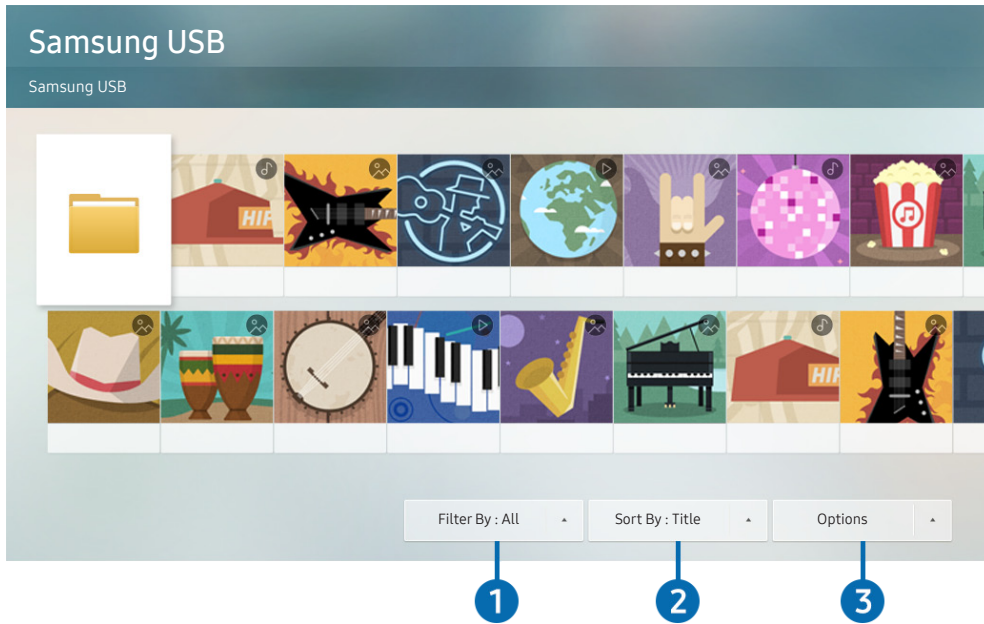 Samsung USB
Samsung USB
HIP
HIP
Filter By : All
Sort By : Title
Options
1
2
3